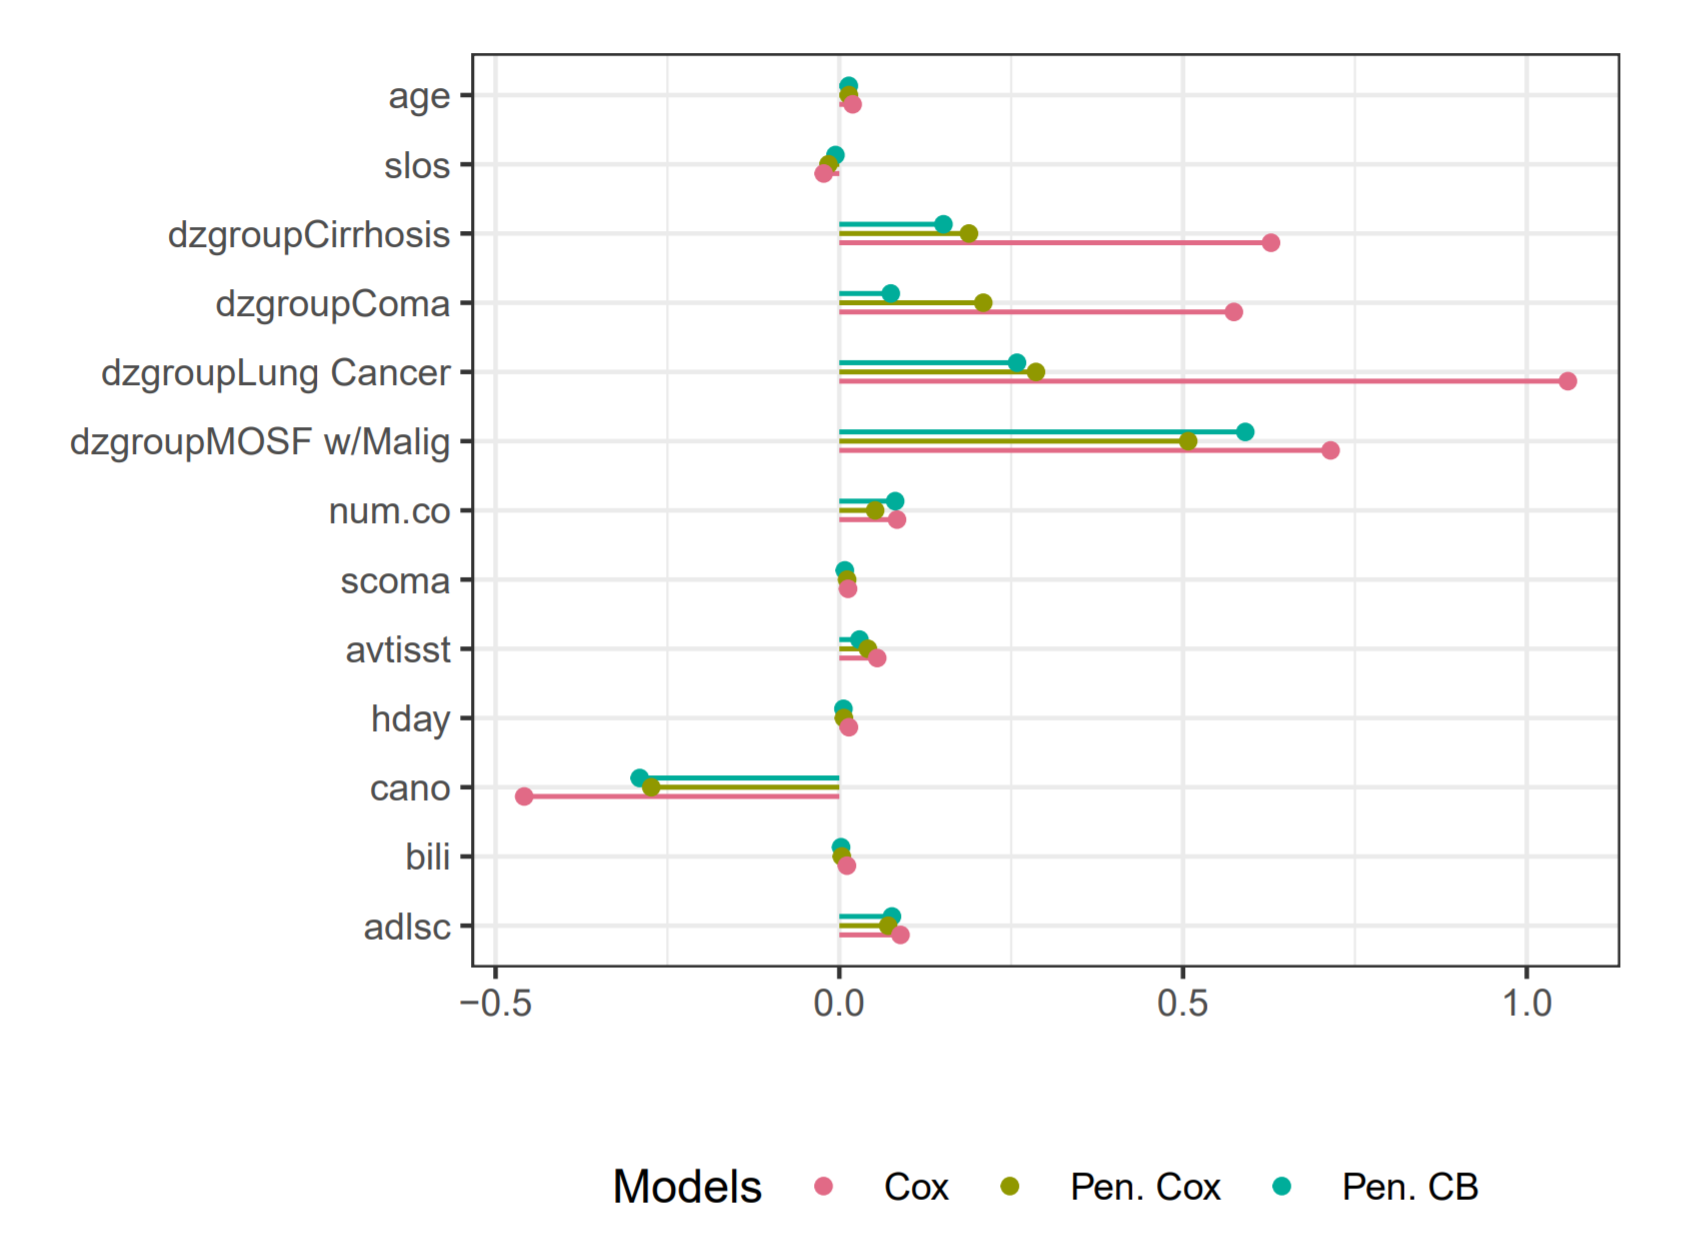 age
slos
dzgroupCirrhosis
dzgroupComa
dzgroupLung Cancer
dzgroupMOSF w/Malig
num.co
scoma
avtisst
hday
cano
bili
adlsc
−0.5 0.0 0.5 1.0
Models Cox Pen. Cox Pen. CB